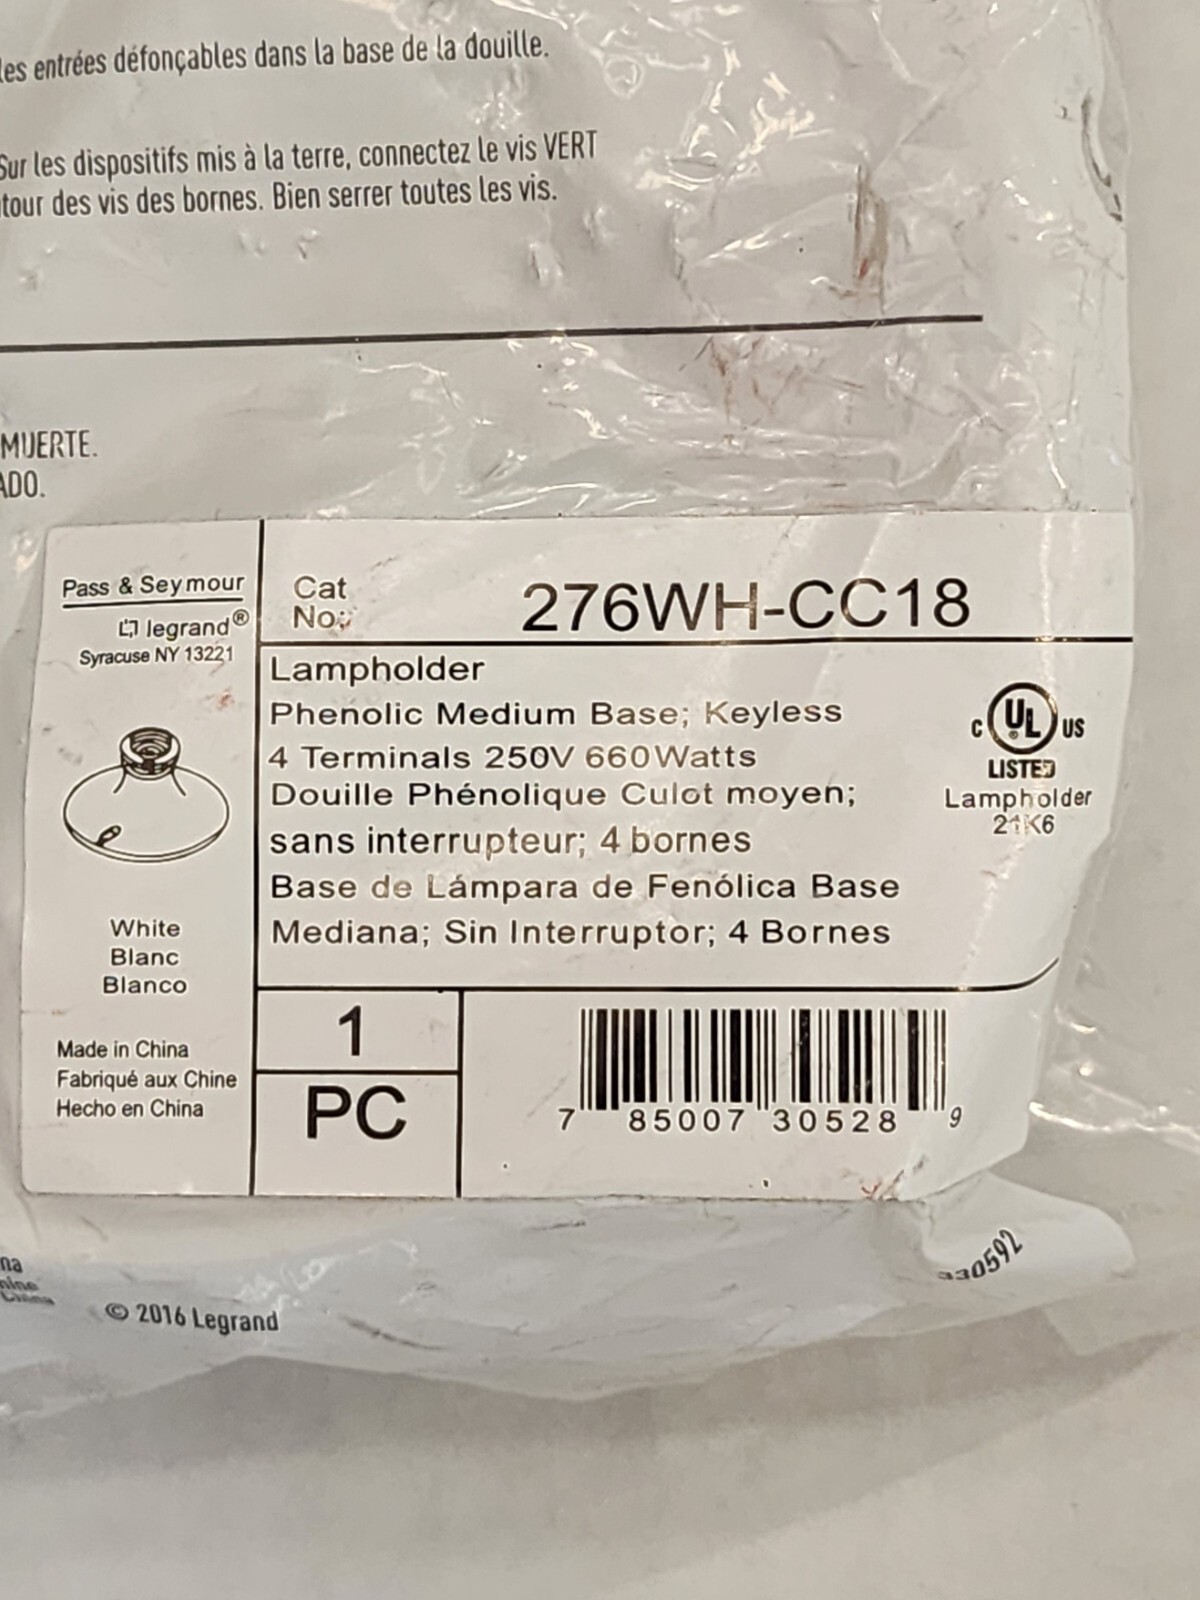 les entrées défonçables dans la base de la douille.
Sur les dispositifs mis à la terre, connectez le vis VERT
tour des vis des bornes. Bien serrer toutes les vis.
MUERTE.
ADO.
Pass & Seymour
legrand®
Syracuse NY 13221
Cat
No:
276WH-CC18
Lampholder
Phenolic Medium Base; Keyless
4 Terminals 250V 660Watts
Douille Phénolique Culot moyen;
sans interrupteur; 4 bornes
Base de Lámpara de Fenólica Base
Mediana; Sin Interruptor; 4 Bornes
C UL® US
LISTED
Lampholder
21K6
White
Blanc
Blanco
Made in China
Fabriqué aux Chine
Hecho en China
1
PC
7 85007 30528 9
na
hine
China
© 2016 Legrand
330592